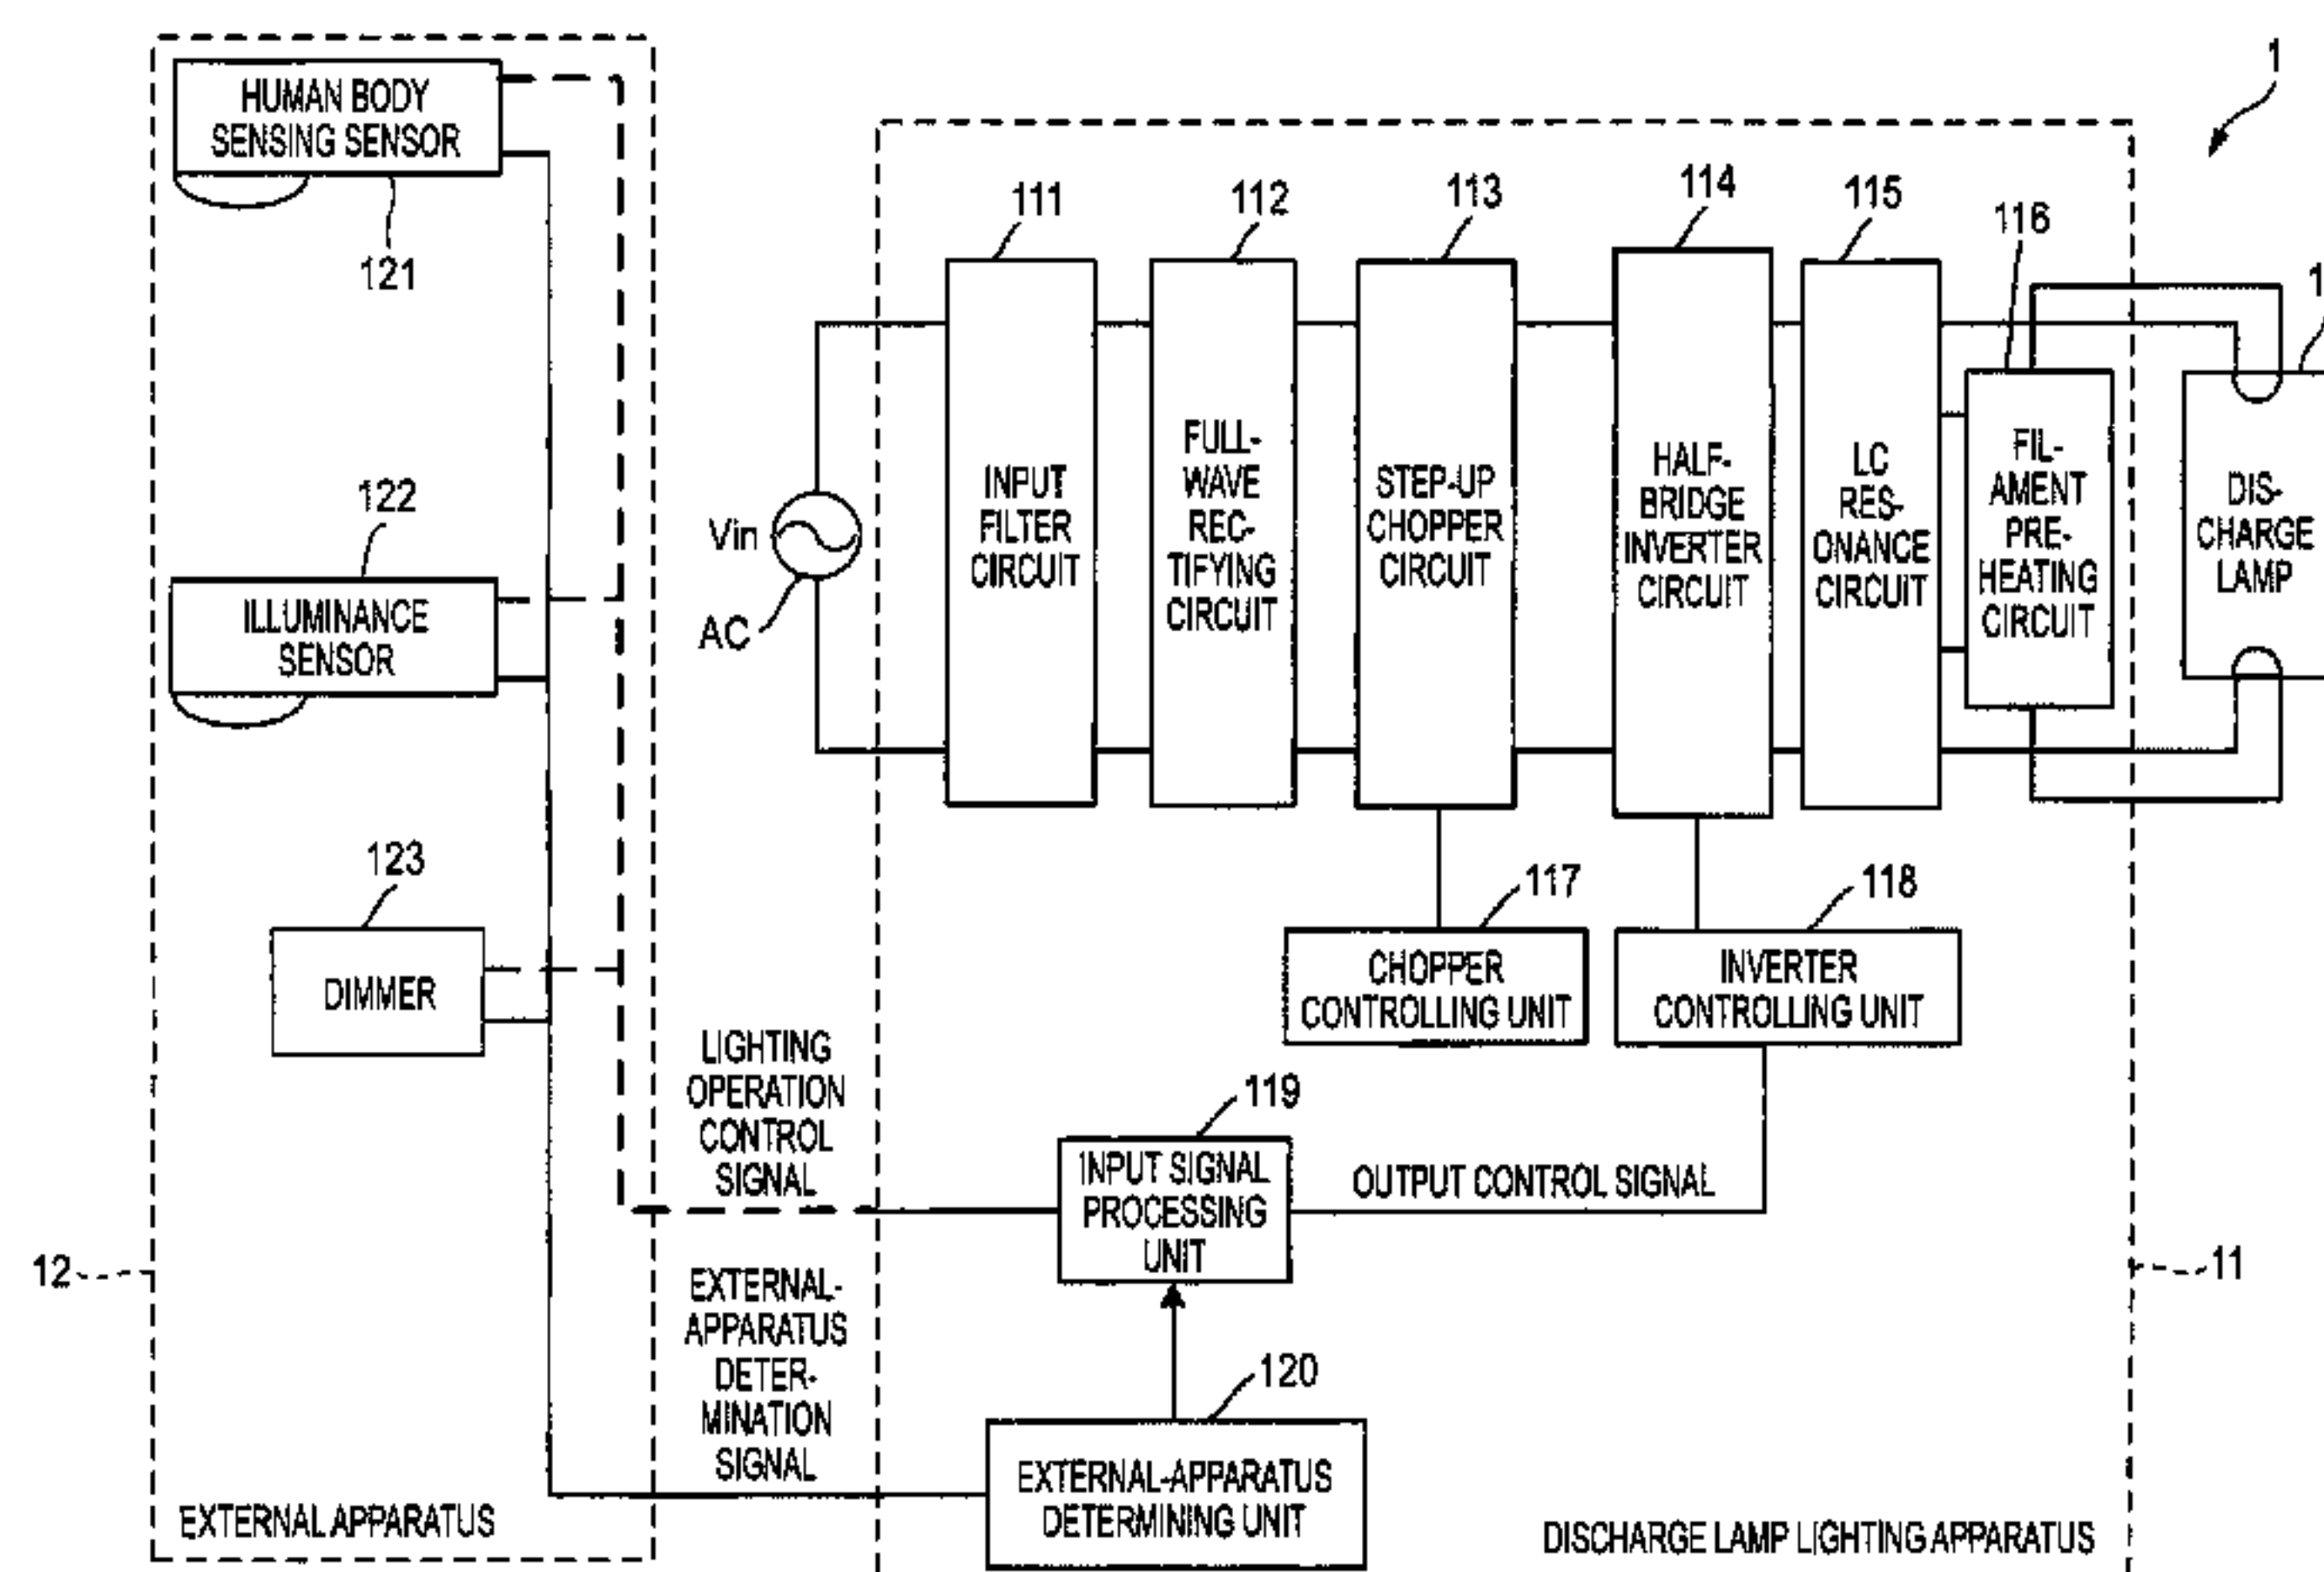 1
HUMAN BODY
SENSING SENSOR
121
122
ILLUMINANCE
SENSOR
123
DIMMER
12
EXTERNAL APPARATUS
LIGHTING
OPERATION
CONTROL
SIGNAL
EXTERNAL-
APPARATUS
DETER-
MINATION
SIGNAL
Vin
AC
111
INPUT
FILTER
CIRCUIT
112
FULL-
WAVE
REC-
TIFYING
CIRCUIT
113
STEP-UP
CHOPPER
CIRCUIT
114
HALF-
BRIDGE
INVERTER
CIRCUIT
115
LC
RES-
ONANCE
CIRCUIT
116
FIL-
AMENT
PRE-
HEATING
CIRCUIT
DIS-
CHARGE
LAMP
117
CHOPPER
CONTROLLING UNIT
118
INVERTER
CONTROLLING UNIT
119
INPUT SIGNAL
PROCESSING
UNIT
OUTPUT CONTROL SIGNAL
120
EXTERNAL-APPARATUS
DETERMINING UNIT
11
DISCHARGE LAMP LIGHTING APPARATUS